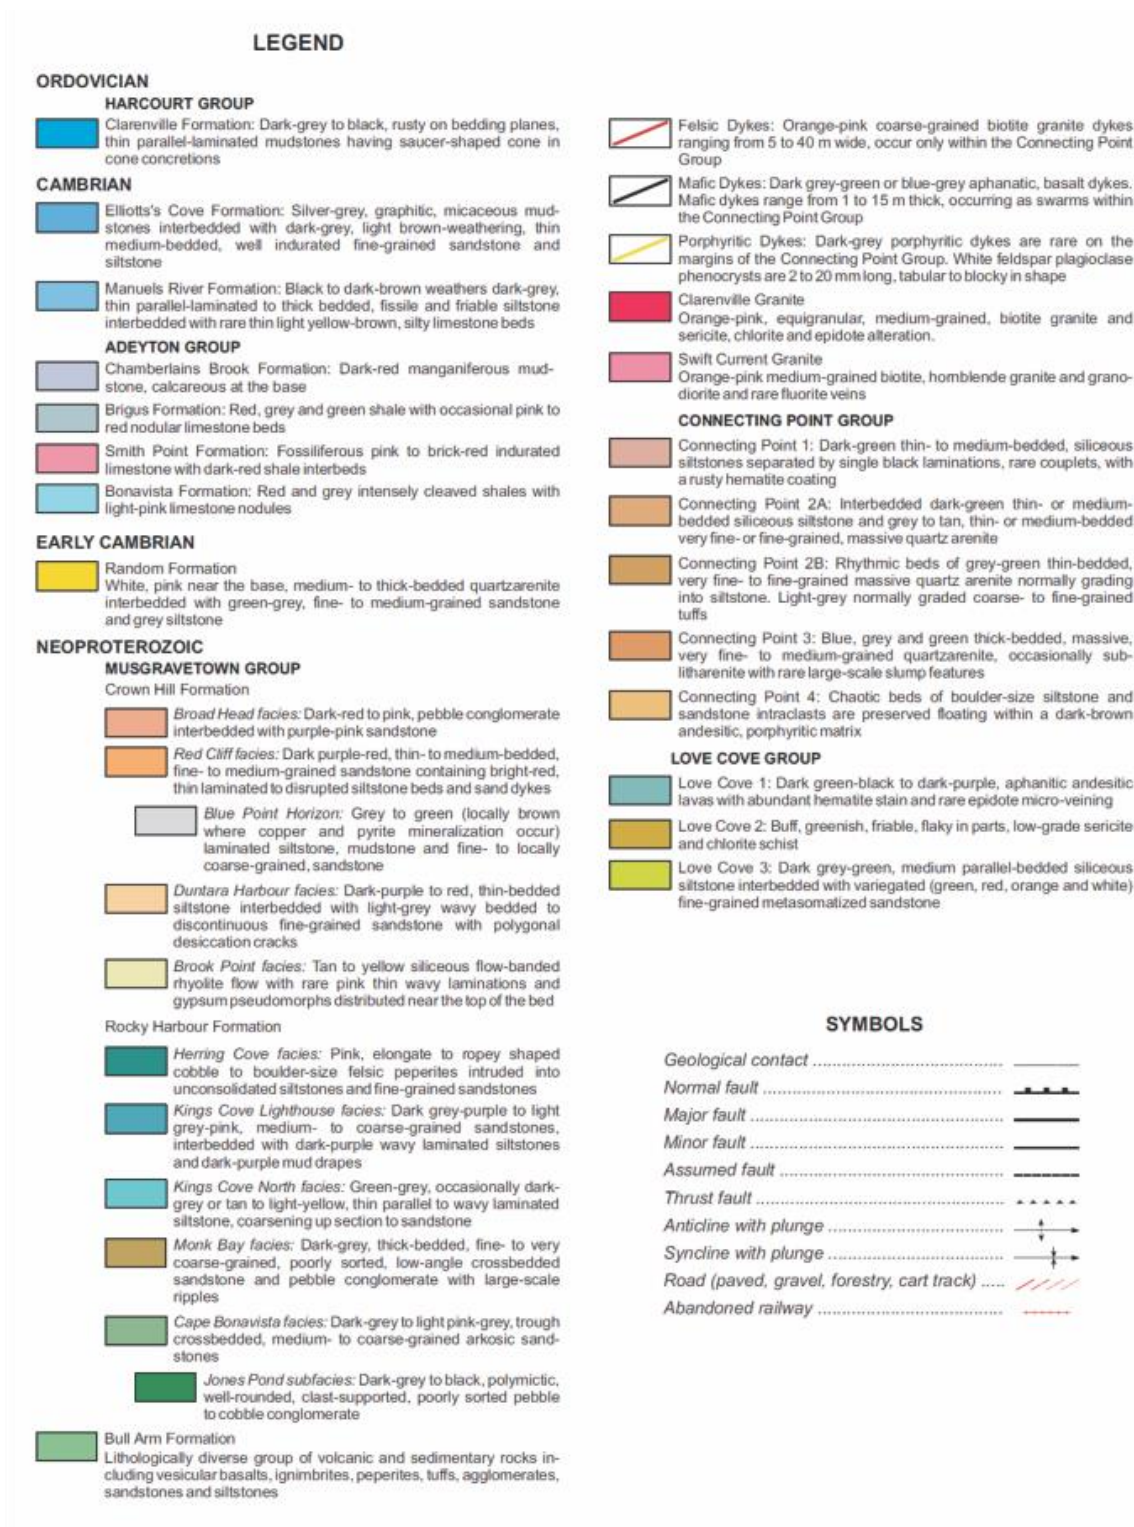 LEGEND
ORDOVICIAN
HARCOURT GROUP
Clarenville Formation: Dark-grey to black, rusty on bedding planes,
thin parallel-laminated mudstones having saucer-shaped cone in
cone concretions
CAMBRIAN
Elliotts's Cove Formation: Silver-grey, graphitic, micaceous mud-
stones interbedded with dark-grey, light brown-weathering, thin
medium-bedded, well indurated fine-grained sandstone and
siltstone
Manuels River Formation: Black to dark-brown weathers dark-grey,
thin parallel-laminated to thick bedded, fissile and friable siltstone
interbedded with rare thin light yellow-brown, silty limestone beds
ADEYTON GROUP
Chamberlains Brook Formation: Dark-red manganiferous mud-
stone, calcareous at the base
Brigus Formation: Red, grey and green shale with occasional pink to
red nodular limestone beds
Smith Point Formation: Fossiliferous pink to brick-red indurated
limestone with dark-red shale interbeds
Bonavista Formation: Red and grey intensely cleaved shales with
light-pink limestone nodules
EARLY CAMBRIAN
Random Formation
White, pink near the base, medium- to thick-bedded quartzarenite
interbedded with green-grey, fine- to medium-grained sandstone
and grey siltstone
NEOPROTEROZOIC
MUSGRAVETOWN GROUP
Crown Hill Formation
Broad Head facies: Dark-red to pink, pebble conglomerate
interbedded with purple-pink sandstone
Red Cliff facies: Dark purple-red, thin- to medium-bedded,
fine- to medium-grained sandstone containing bright-red,
thin laminated to disrupted siltstone beds and sand dykes
Blue Point Horizon: Grey to green (locally brown
where copper and pyrite mineralization occur)
laminated siltstone, mudstone and fine- to locally
coarse-grained, sandstone
Duntara Harbour facies: Dark-purple to red, thin-bedded
siltstone interbedded with light-grey wavy bedded to
discontinuous fine-grained sandstone with polygonal
desiccation cracks
Brook Point facies: Tan to yellow siliceous flow-banded
rhyolite flow with rare pink thin wavy laminations and
gypsum pseudomorphs distributed near the top of the bed
Rocky Harbour Formation
Herring Cove facies: Pink, elongate to ropey shaped
cobble to boulder-size felsic peperites intruded into
unconsolidated siltstones and fine-grained sandstones
Kings Cove Lighthouse facies: Dark grey-purple to light
grey-pink, medium- to coarse-grained sandstones,
interbedded with dark-purple wavy laminated siltstones
and dark-purple mud drapes
Kings Cove North facies: Green-grey, occasionally dark-
grey or tan to light-yellow, thin parallel to wavy laminated
siltstone, coarsening up section to sandstone
Monk Bay facies: Dark-grey, thick-bedded, fine- to very
coarse-grained, poorly sorted, low-angle crossbedded
sandstone and pebble conglomerate with large-scale
ripples
Cape Bonavista facies: Dark-grey to light pink-grey, trough
crossbedded, medium- to coarse-grained arkosic sand-
stones
Jones Pond subfacies: Dark-grey to black, polymictic,
well-rounded, clast-supported, poorly sorted pebble
to cobble conglomerate
Bull Arm Formation
Lithologically diverse group of volcanic and sedimentary rocks in-
cluding vesicular basalts, ignimbrites, peperites, tuffs, agglomerates,
sandstones and siltstones
Felsic Dykes: Orange-pink coarse-grained biotite granite dykes
ranging from 5 to 40 m wide, occur only within the Connecting Point
Group
Mafic Dykes: Dark grey-green or blue-grey aphanatic, basalt dykes.
Mafic dykes range from 1 to 15 m thick, occurring as swarms within
the Connecting Point Group
Porphyritic Dykes: Dark-grey porphyritic dykes are rare on the
margins of the Connecting Point Group. White feldspar plagioclase
phenocrysts are 2 to 20 mm long, tabular to blocky in shape
Clarenville Granite
Orange-pink, equigranular, medium-grained, biotite granite and
sericite, chlorite and epidote alteration.
Swift Current Granite
Orange-pink medium-grained biotite, hornblende granite and grano-
diorite and rare fluorite veins
CONNECTING POINT GROUP
Connecting Point 1: Dark-green thin- to medium-bedded, siliceous
siltstones separated by single black laminations, rare couplets, with
a rusty hematite coating
Connecting Point 2A: Interbedded dark-green thin- or medium-
bedded siliceous siltstone and grey to tan, thin- or medium-bedded
very fine- or fine-grained, massive quartz arenite
Connecting Point 2B: Rhythmic beds of grey-green thin-bedded,
very fine- to fine-grained massive quartz arenite normally grading
into siltstone. Light-grey normally graded coarse- to fine-grained
tuffs
Connecting Point 3: Blue, grey and green thick-bedded, massive,
very fine- to medium-grained quartzarenite, occasionally sub-
litharenite with rare large-scale slump features
Connecting Point 4: Chaotic beds of boulder-size siltstone and
sandstone intraclasts are preserved floating within a dark-brown
andesitic, porphyritic matrix
LOVE COVE GROUP
Love Cove 1: Dark green-black to dark-purple, aphanitic andesitic
lavas with abundant hematite stain and rare epidote micro-veining
Love Cove 2: Buff, greenish, friable, flaky in parts, low-grade sericite
and chlorite schist
Love Cove 3: Dark grey-green, medium parallel-bedded siliceous
siltstone interbedded with variegated (green, red, orange and white)
fine-grained metasomatized sandstone
SYMBOLS
Geological contact
Normal fault
Major fault
Minor fault
Assumed fault
Thrust fault
Anticline with plunge
Syncline with plunge
Road (paved, gravel, forestry, cart track)
Abandoned railway